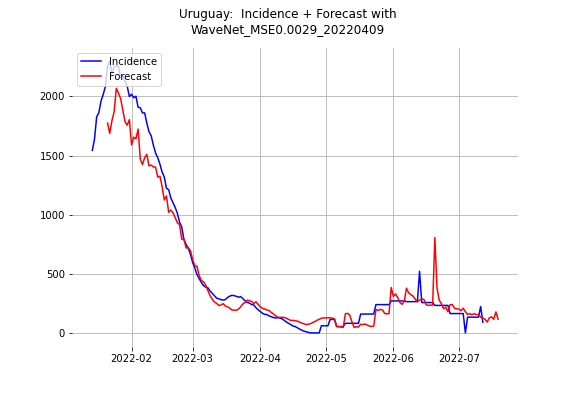 Uruguay:  Incidence + Forecast with
WaveNet_MSE0.0029_20220409
Incidence
Forecast
2000
1500
1000
500
0
2022-02 2022-03 2022-04 2022-05 2022-06 2022-07